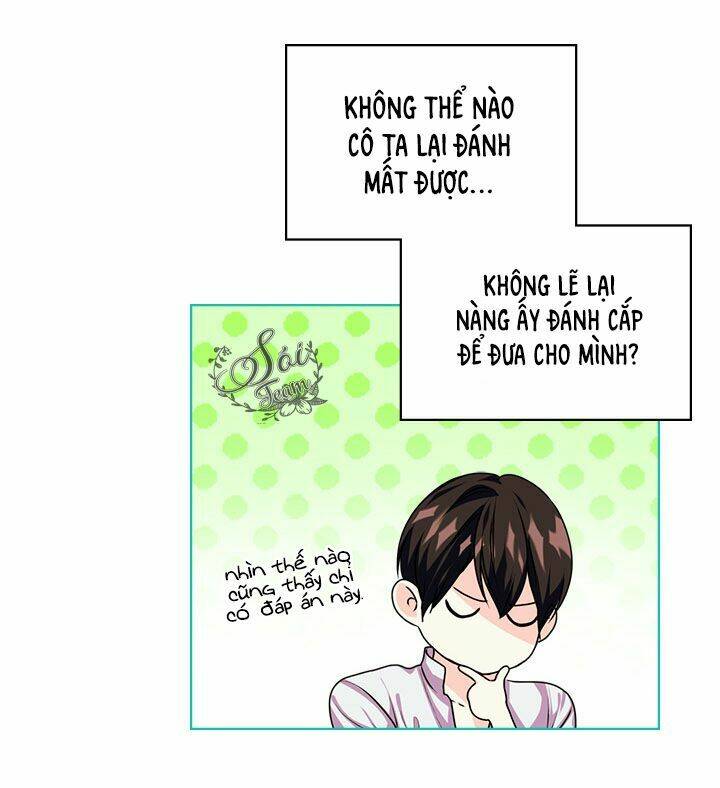 KHÔNG THỂ NÀO
CÔ TA LẠI ĐÁNH
MẤT ĐƯỢC...
KHÔNG LẼ LẠI
NÀNG ẤY ĐÁNH CẮP
ĐỂ ĐƯA CHO MÌNH?
Sói
Team
nhìn thế nào
cũng thấy chỉ
có đáp án này.